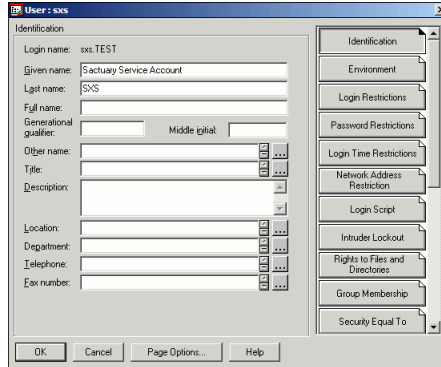 User : sxs
Identification
Login name: sxs.TEST
Given name: Sactuary Service Account
Last name: SXS
Full name:
Generational
qualifier:
Middle initial:
Other name:
Title:
Description:
Location:
Department:
Telephone:
Fax number:
Identification
Environment
Login Restrictions
Password Restrictions
Login Time Restrictions
Network Address
Restriction
Login Script
Intruder Lockout
Rights to Files and
Directories
Group Membership
Security Equal To
OK Cancel Page Options... Help